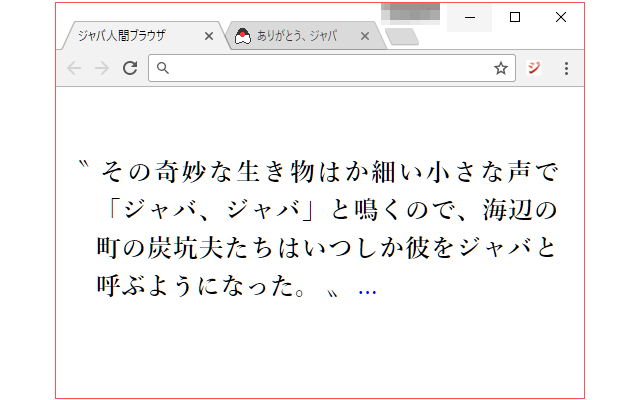 ジャバ人間ブラウザ
ありがとう、ジャバ
ジ
〝その奇妙な生き物はか細い小さな声で
「ジャバ、ジャバ」と鳴くので、海辺の
町の炭坑夫たちはいつしか彼をジャバと
呼ぶようになった。〟...